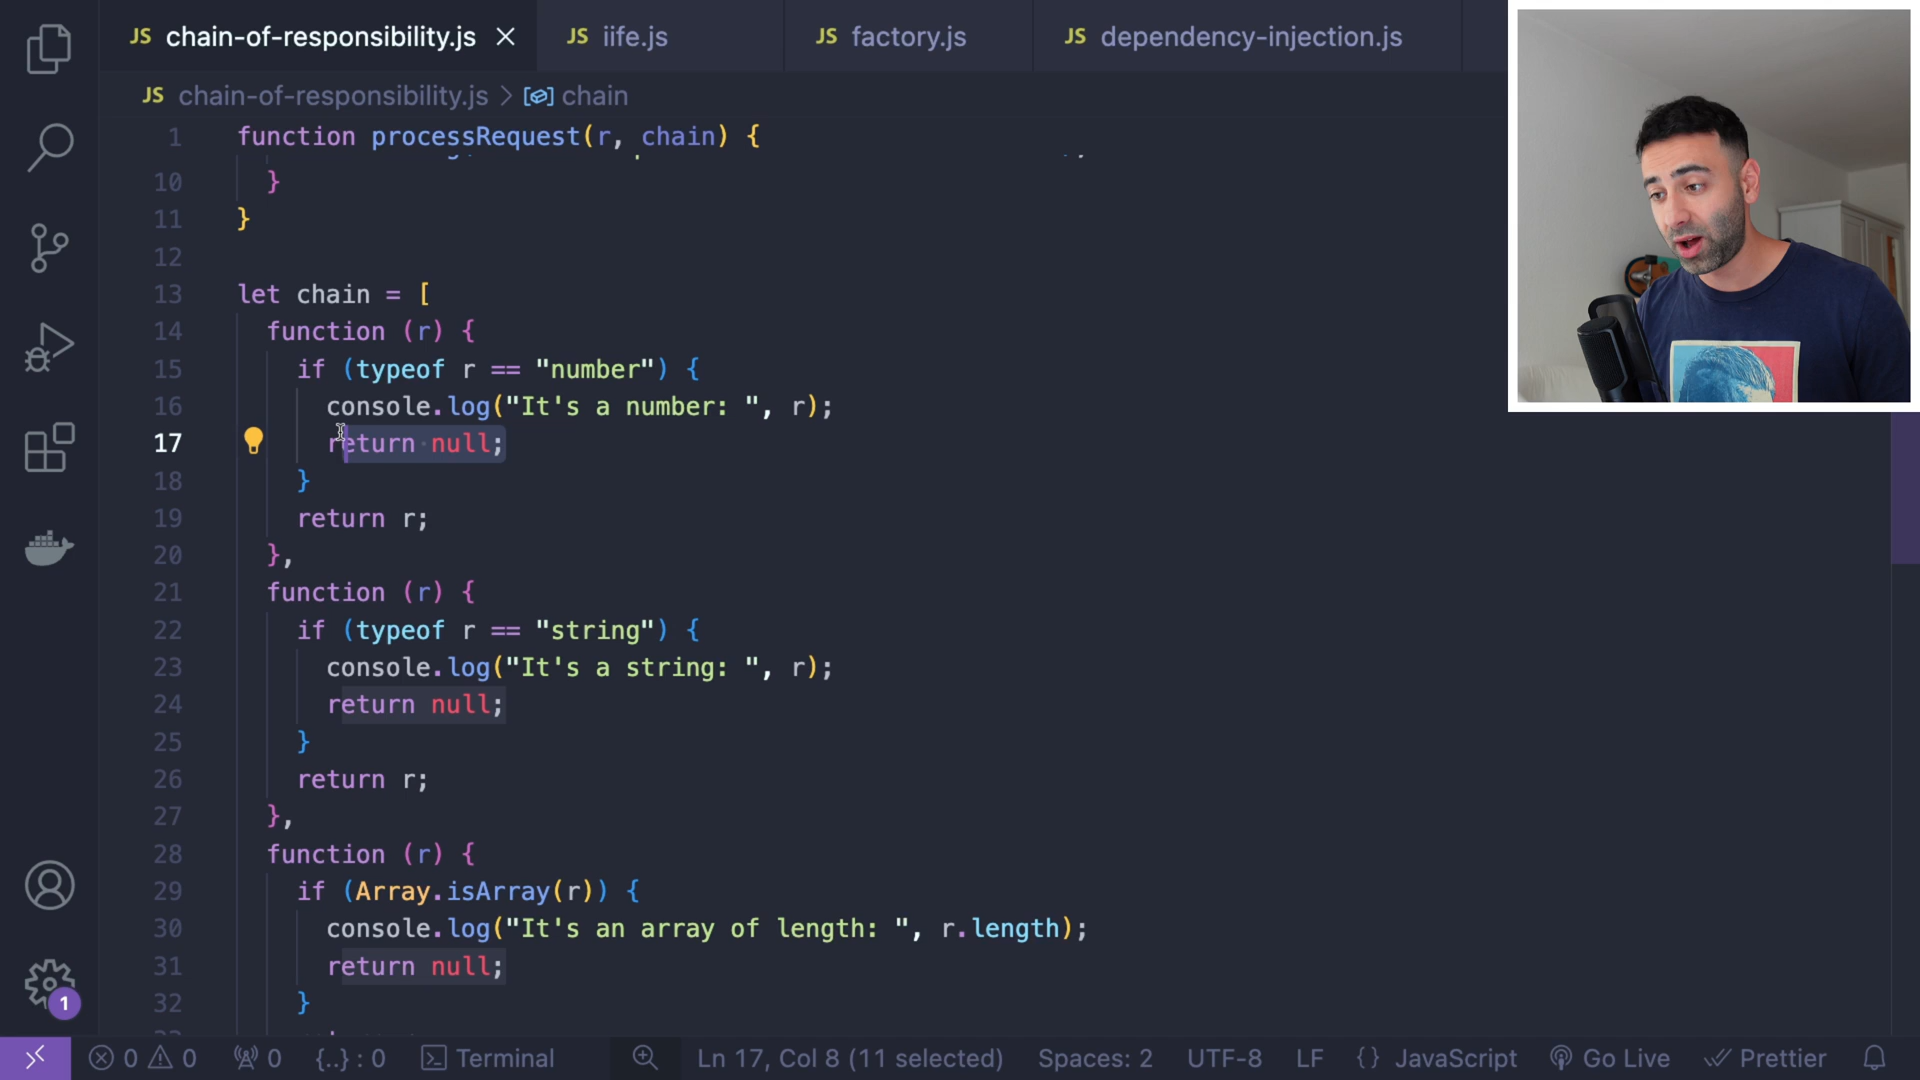 JS chain-of-responsibility.js
JS iife.js
JS factory.js
JS dependency-injection.js
JS chain-of-responsibility.js > chain
1 function processRequest(r, chain) {
10 }
11 }
12
13 let chain = [
14 function (r) {
15 if (typeof r == "number") {
16 console.log("It's a number: ", r);
17 return null;
18 }
19 return r;
20 },
21 function (r) {
22 if (typeof r == "string") {
23 console.log("It's a string: ", r);
24 return null;
25 }
26 return r;
27 },
28 function (r) {
29 if (Array.isArray(r)) {
30 console.log("It's an array of length: ", r.length);
31 return null;
32 }
1
0 0 0 {..} : 0 Terminal Ln 17, Col 8 (11 selected) Spaces: 2 UTF-8 LF {} JavaScript Go Live Prettier